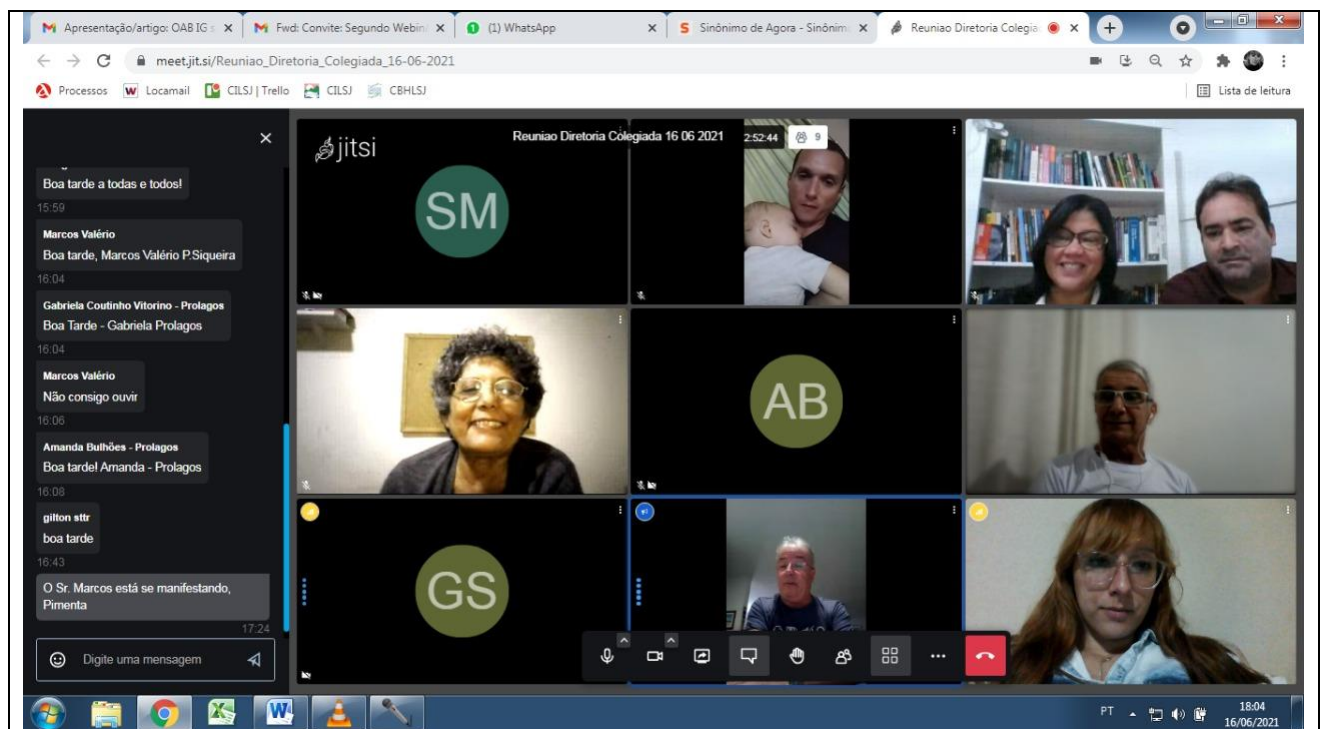 Apresentação/artigo: OAB IG s
Fwd: Convite: Segundo Webin
(1) WhatsApp
Sinônimo de Agora - Sinônim
Reuniao Diretoria Colegia
meet.jit.si/Reuniao_Diretoria_Colegiada_16-06-2021
Processos
Locamail
CILSJ | Trello
CILSJ
CBHLSJ
Lista de leitura
Boa tarde a todas e todos!
15:59
Marcos Valério
Boa tarde, Marcos Valério P.Siqueira
16:04
Gabriela Coutinho Vitorino - Prolagos
Boa Tarde - Gabriela Prolagos
16:04
Marcos Valério
Não consigo ouvir
16:06
Amanda Bulhões - Prolagos
Boa tarde! Amanda - Prolagos
16:08
gilton sttr
boa tarde
16:43
O Sr. Marcos está se manifestando,
Pimenta
17:24
Digite uma mensagem
jitsi
Reuniao Diretoria Colegiada 16 06 2021
2:52:44
9
SM
AB
GS
PT
18:04
16/06/2021